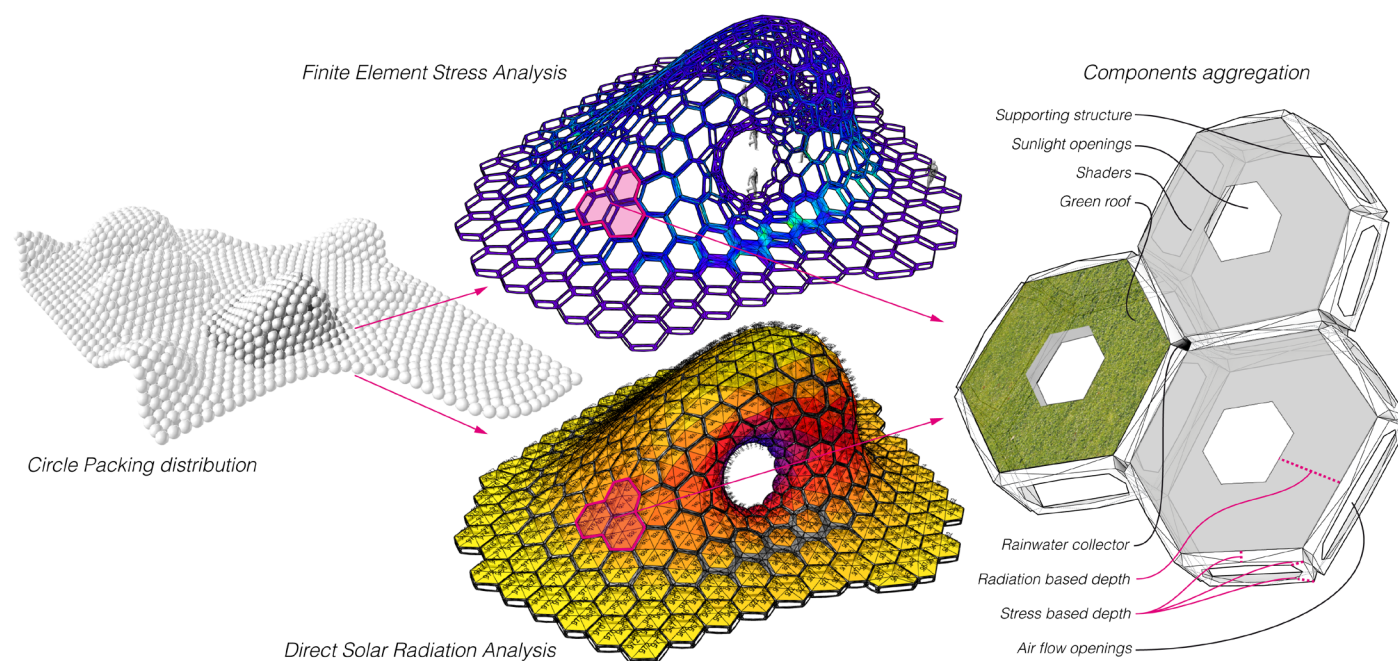 Finite Element Stress Analysis
Components aggregation
Supporting structure
Sunlight openings
Shaders
Green roof
Circle Packing distribution
Rainwater collector
Radiation based depth
Stress based depth
Air flow openings
Direct Solar Radiation Analysis